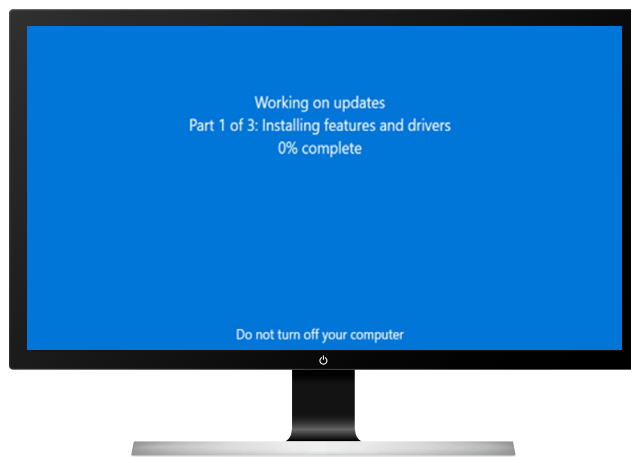 Working on updates
Part 1 of 3: Installing features and drivers
0% complete
Do not turn off your computer